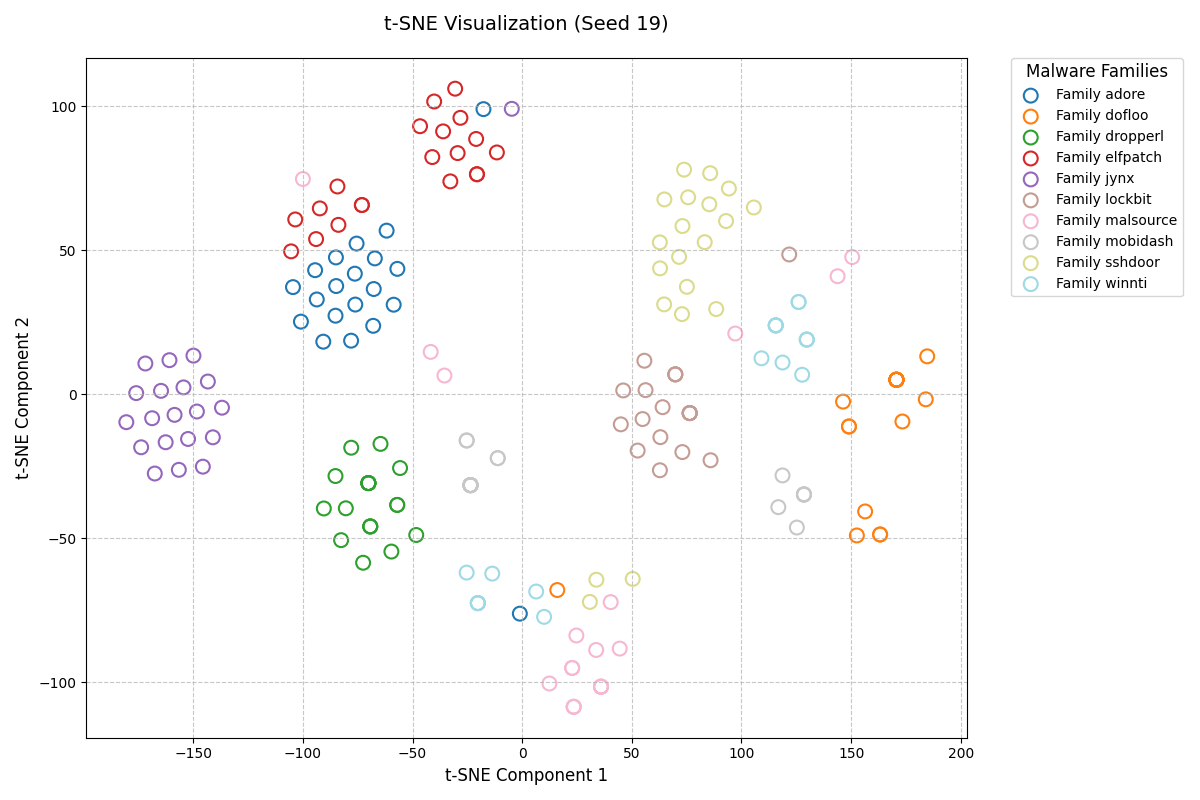 t-SNE Visualization (Seed 19)
Malware Families
Family adore
Family dofloo
Family dropperl
Family elfpatch
Family jynx
Family lockbit
Family malsource
Family mobidash
Family sshdoor
Family winnti
t-SNE Component 2
100
50
0
−50
−100
−150
−100
−50
0
50
100
150
200
t-SNE Component 1